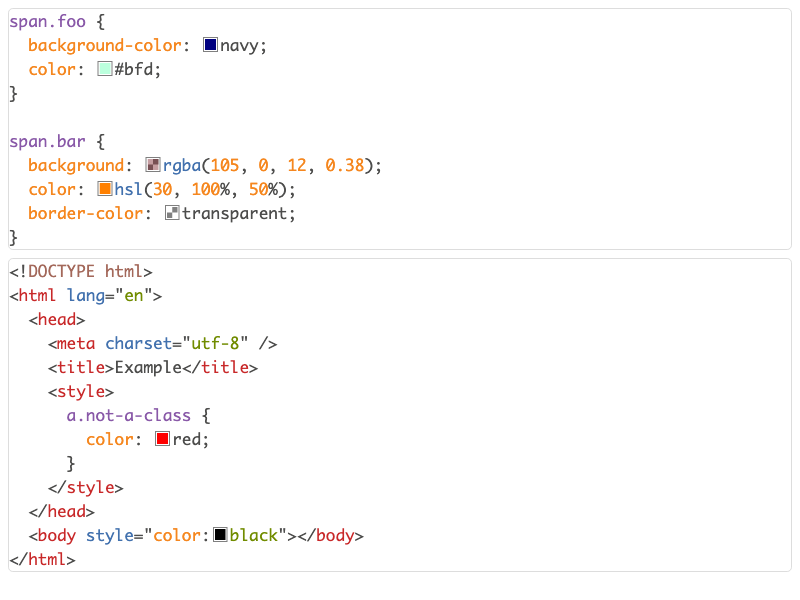 span.foo {
  background-color: navy;
  color: #bfd;
}

span.bar {
  background: rgba(105, 0, 12, 0.38);
  color: hsl(30, 100%, 50%);
  border-color: transparent;
}
<!DOCTYPE html>
<html lang="en">
  <head>
    <meta charset="utf-8" />
    <title>Example</title>
    <style>
      a.not-a-class {
        color: red;
      }
    </style>
  </head>
  <body style="color:black"></body>
</html>